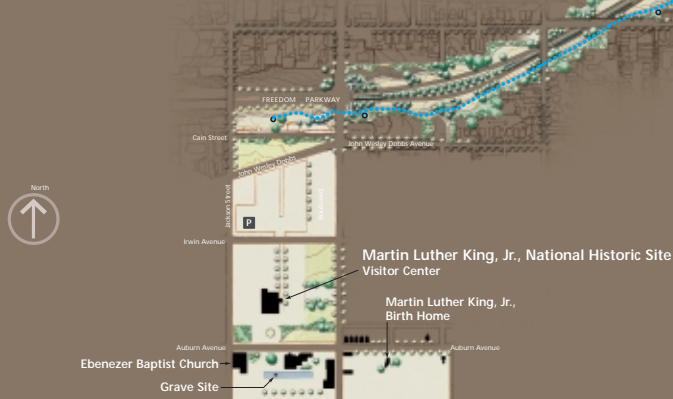 FREEDOM PARKWAY
Cain Street
John Wesley Dobbs Avenue
John Wesley Dobbs
North
Jackson Street
P
Irwin Avenue
Martin Luther King, Jr., National Historic Site
Visitor Center
Martin Luther King, Jr.,
Birth Home
Auburn Avenue
Auburn Avenue
Ebenezer Baptist Church
Grave Site